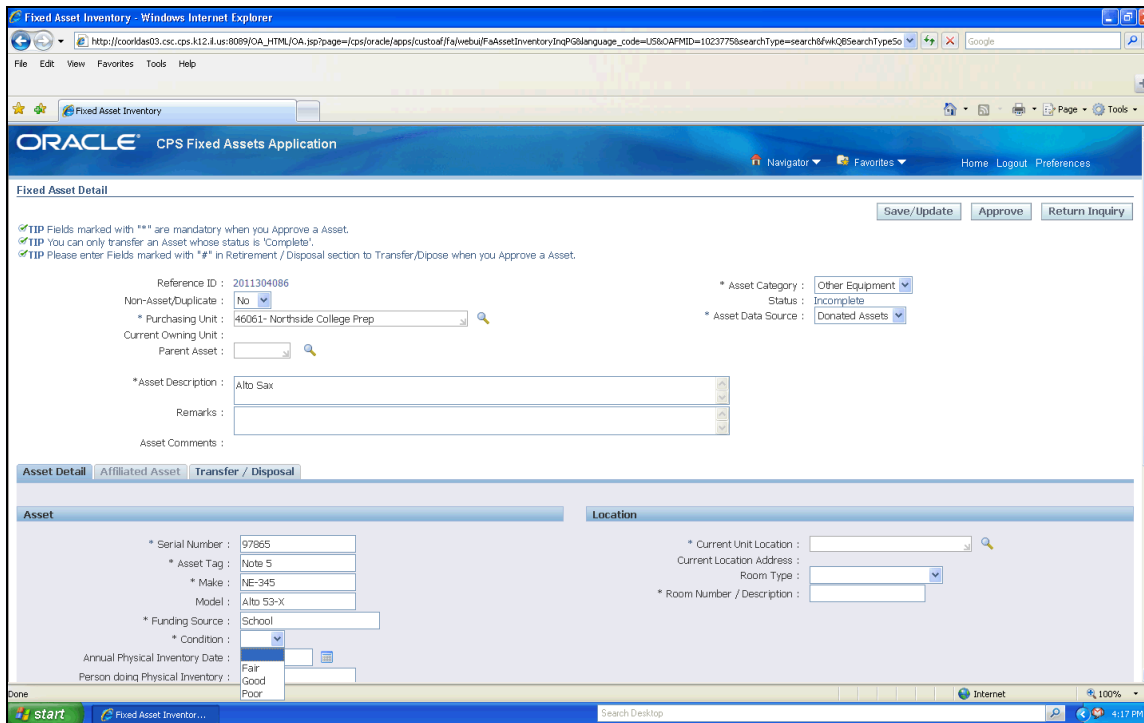 Fixed Asset Inventory - Windows Internet Explorer
http://coorldas03.csc.cps.k12.il.us:8089/OA_HTML/OA.jsp?page=/cps/oracle/apps/custoaf/fa/webui/FaAssetInventoryInqPG&language_code=US&OAFMID=1023775&searchType=search&fwkQBSearchTypeSo Google
File Edit View Favorites Tools Help
Fixed Asset Inventory Page Tools
ORACLE CPS Fixed Assets Application
Navigator Favorites Home Logout Preferences
Fixed Asset Detail
Save/Update Approve Return Inquiry
TIP Fields marked with "*" are mandatory when you Approve a Asset.
TIP You can only transfer an Asset whose status is 'Complete'.
TIP Please enter Fields marked with "#" in Retirement / Disposal section to Transfer/Dipose when you Approve a Asset.
Reference ID : 2011304086 * Asset Category : Other Equipment
Non-Asset/Duplicate : No Status : Incomplete
* Purchasing Unit : 46061- Northside College Prep * Asset Data Source : Donated Assets
Current Owning Unit :
Parent Asset :
*Asset Description : Alto Sax
Remarks :
Asset Comments :
Asset Detail Affiliated Asset Transfer / Disposal
Asset Location
* Serial Number : 97865 * Current Unit Location :
Current Location Address :
* Asset Tag : Note 5 Room Type :
* Make : NE-345 * Room Number / Description :
Model : Alto 53-X
* Funding Source : School
* Condition :
Annual Physical Inventory Date :
Fair
Person doing Physical Inventory : Good
Poor
Done Internet 100%
start Fixed Asset Inventor... Search Desktop 4:17 PM